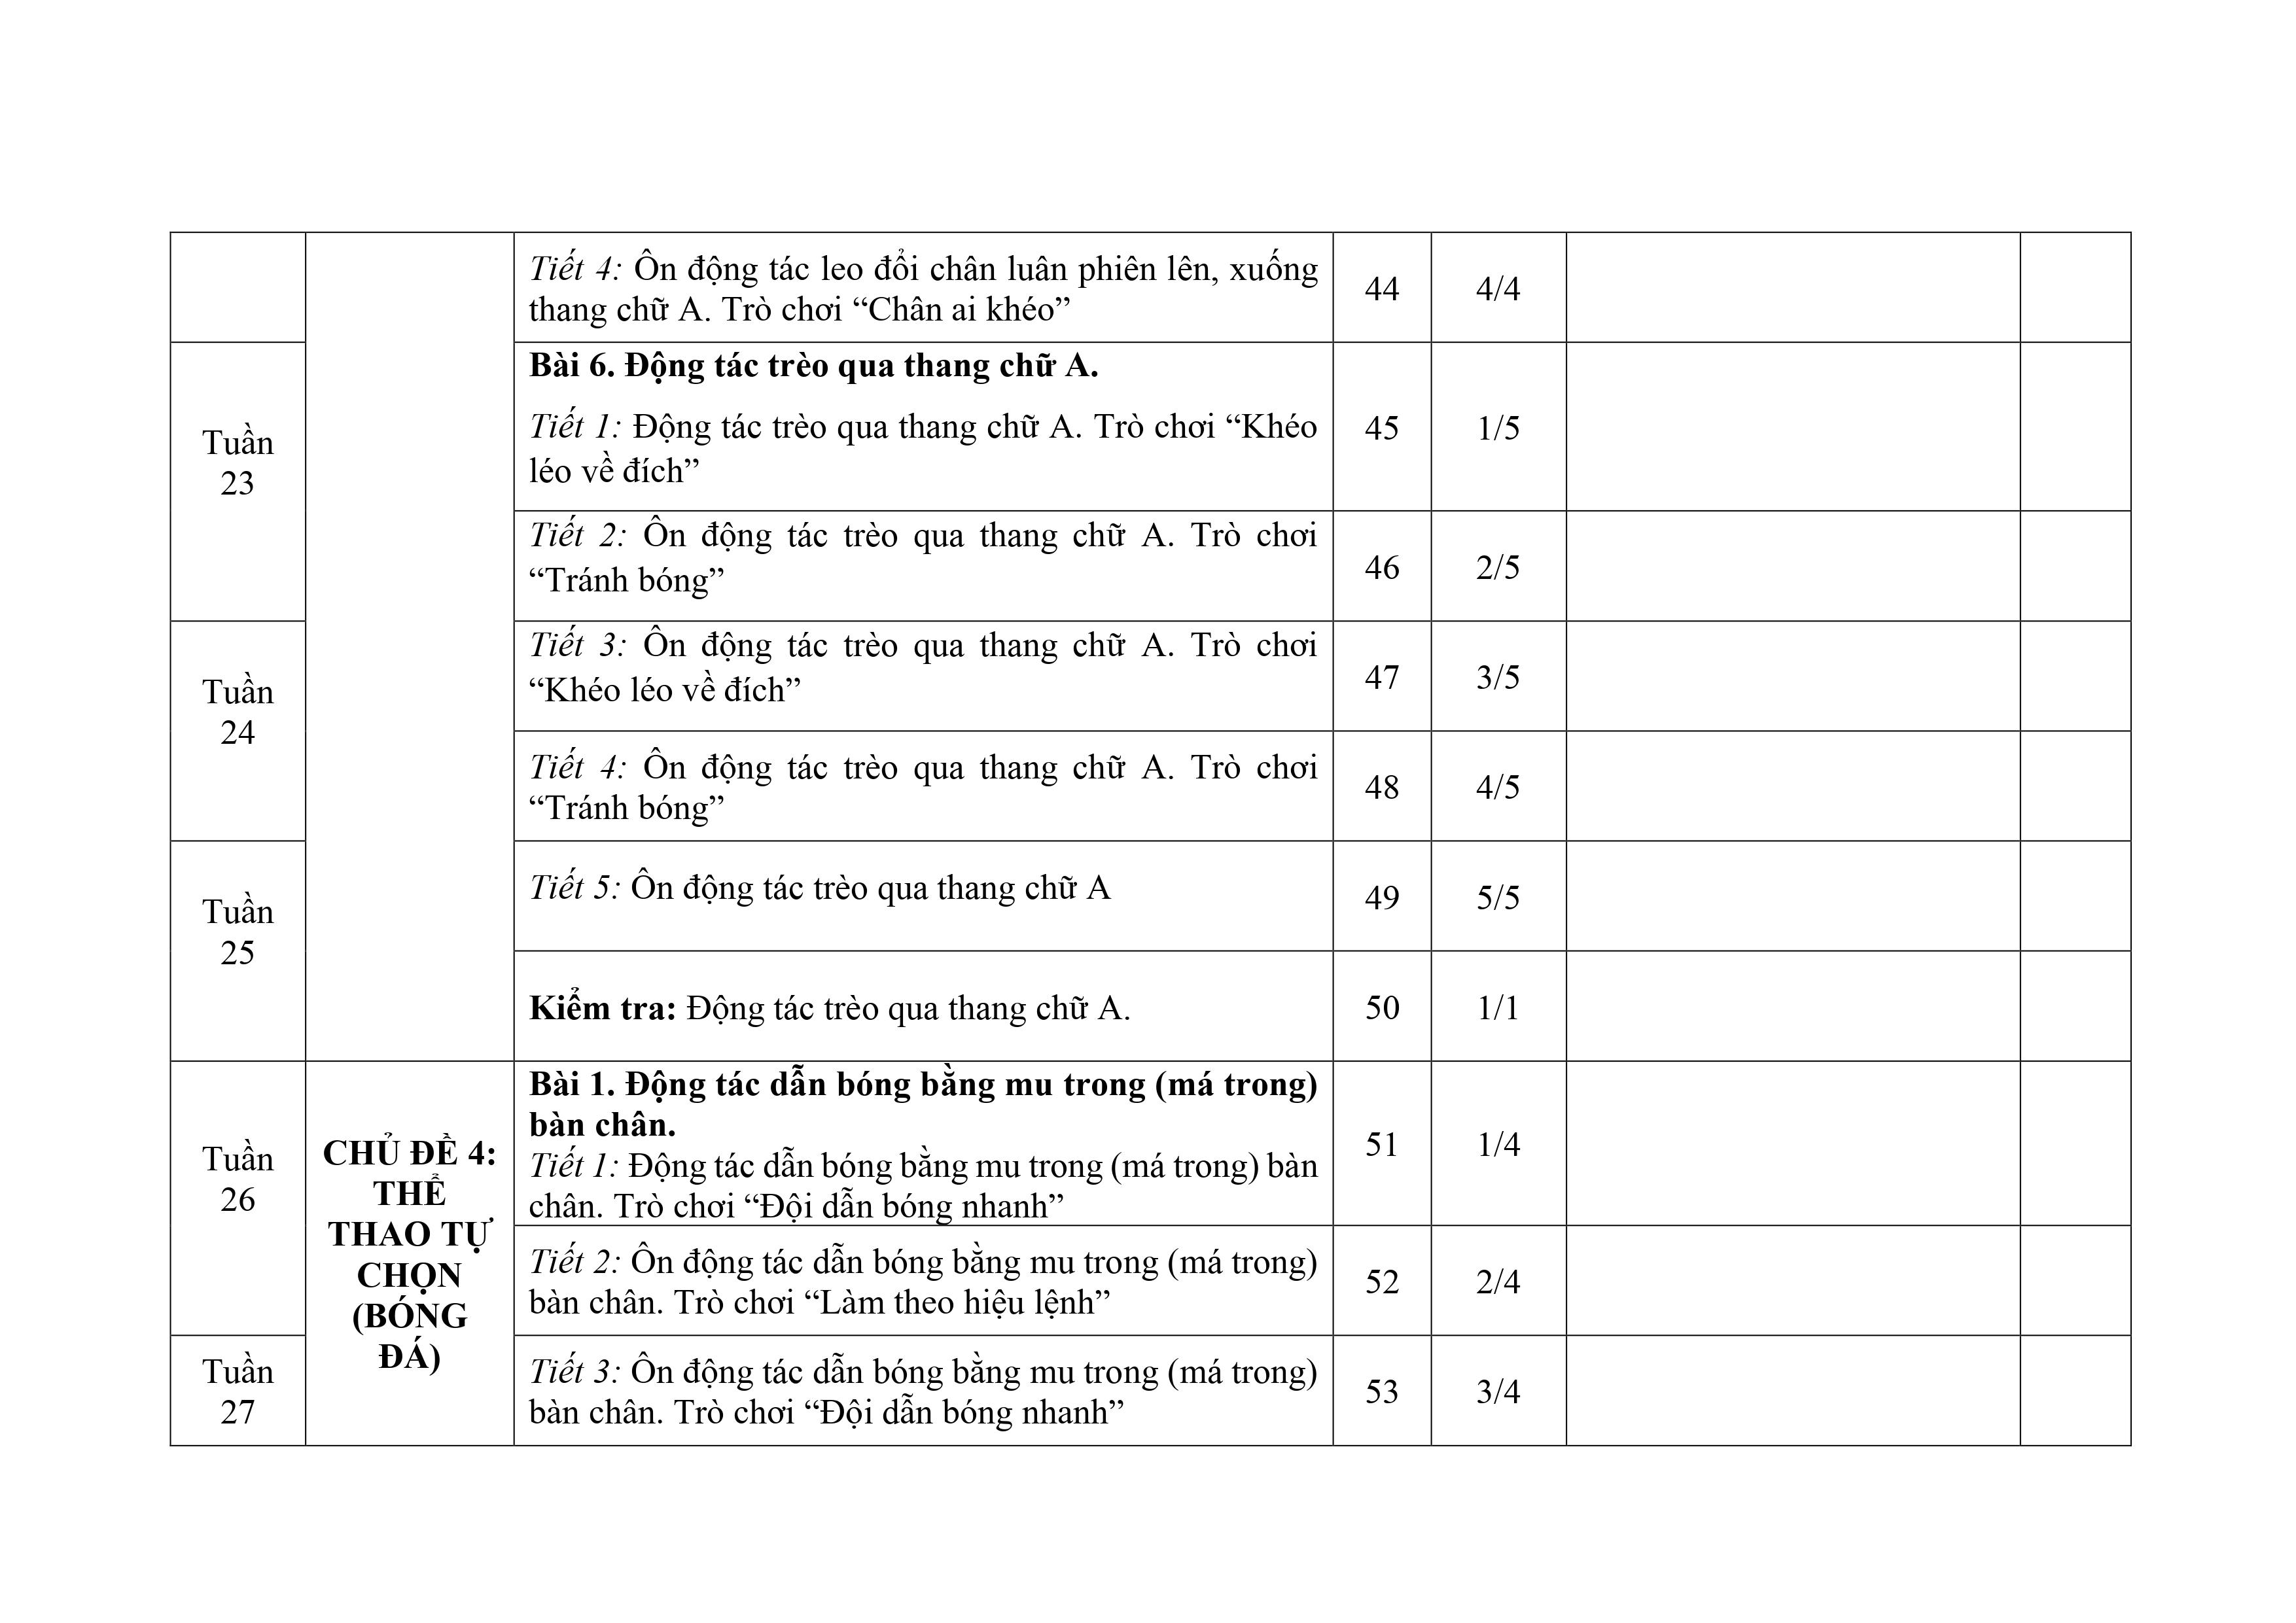 Tiết 4: Ôn động tác leo đổi chân luân phiên lên, xuống
thang chữ A. Trò chơi “Chân ai khéo”
44
4/4
Tuần
23
Bài 6. Động tác trèo qua thang chữ A.
Tiết 1: Động tác trèo qua thang chữ A. Trò chơi “Khéo
léo về đích”
45
1/5
Tiết 2: Ôn động tác trèo qua thang chữ A. Trò chơi
“Tránh bóng”
46
2/5
Tuần
24
Tiết 3: Ôn động tác trèo qua thang chữ A. Trò chơi
“Khéo léo về đích”
47
3/5
Tiết 4: Ôn động tác trèo qua thang chữ A. Trò chơi
“Tránh bóng”
48
4/5
Tuần
25
Tiết 5: Ôn động tác trèo qua thang chữ A
49
5/5
Kiểm tra: Động tác trèo qua thang chữ A.
50
1/1
Tuần
26
CHỦ ĐỀ 4:
THỂ
THAO TỰ
CHỌN
(BÓNG
ĐÁ)
Bài 1. Động tác dẫn bóng bằng mu trong (má trong)
bàn chân.
Tiết 1: Động tác dẫn bóng bằng mu trong (má trong) bàn
chân. Trò chơi “Đội dẫn bóng nhanh”
51
1/4
Tiết 2: Ôn động tác dẫn bóng bằng mu trong (má trong)
bàn chân. Trò chơi “Làm theo hiệu lệnh”
52
2/4
Tuần
27
Tiết 3: Ôn động tác dẫn bóng bằng mu trong (má trong)
bàn chân. Trò chơi “Đội dẫn bóng nhanh”
53
3/4